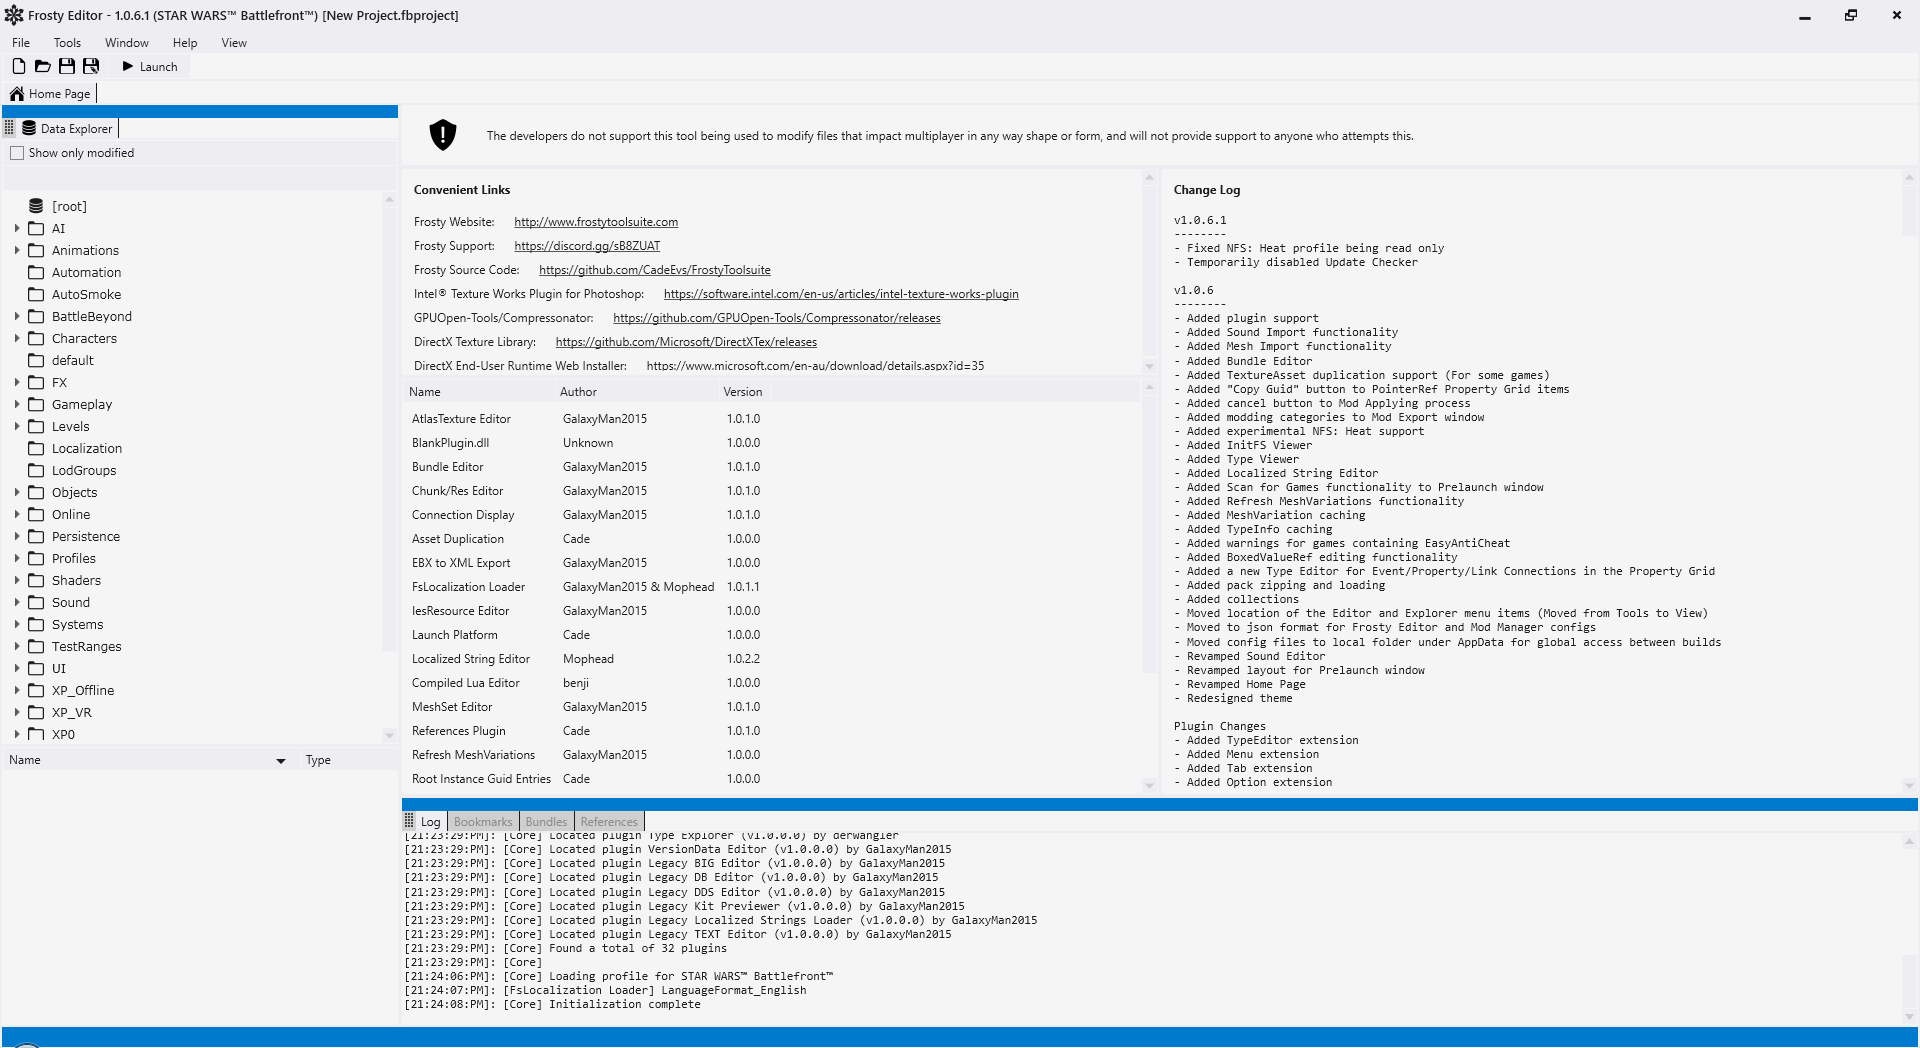 Frosty Editor - 1.0.6.1 (STAR WARS™ Battlefront™) [New Project.fbproject]
File Tools Window Help View
Launch
Home Page
Data Explorer
Show only modified
[root]
AI
Animations
Automation
AutoSmoke
BattleBeyond
Characters
default
FX
Gameplay
Levels
Localization
LodGroups
Objects
Online
Persistence
Profiles
Shaders
Sound
Systems
TestRanges
UI
XP_Offline
XP_VR
XP0
Name Type
The developers do not support this tool being used to modify files that impact multiplayer in any way shape or form, and will not provide support to anyone who attempts this.
Convenient Links
Frosty Website: http://www.frostytoolsuite.com
Frosty Support: https://discord.gg/sB8ZUAT
Frosty Source Code: https://github.com/CadeEvs/FrostyToolsuite
Intel® Texture Works Plugin for Photoshop: https://software.intel.com/en-us/articles/intel-texture-works-plugin
GPUOpen-Tools/Compressonator: https://github.com/GPUOpen-Tools/Compressonator/releases
DirectX Texture Library: https://github.com/Microsoft/DirectXTex/releases
DirectX End-User Runtime Web Installer: https://www.microsoft.com/en-au/download/details.aspx?id=35
Name Author Version
AtlasTexture Editor GalaxyMan2015 1.0.1.0
BlankPlugin.dll Unknown 1.0.0.0
Bundle Editor GalaxyMan2015 1.0.1.0
Chunk/Res Editor GalaxyMan2015 1.0.1.0
Connection Display GalaxyMan2015 1.0.1.0
Asset Duplication Cade 1.0.0.0
EBX to XML Export GalaxyMan2015 1.0.0.0
FsLocalization Loader GalaxyMan2015 & Mophead 1.0.1.1
IesResource Editor GalaxyMan2015 1.0.0.0
Launch Platform Cade 1.0.0.0
Localized String Editor Mophead 1.0.2.2
Compiled Lua Editor benji 1.0.0.0
MeshSet Editor GalaxyMan2015 1.0.1.0
References Plugin Cade 1.0.1.0
Refresh MeshVariations GalaxyMan2015 1.0.0.0
Root Instance Guid Entries Cade 1.0.0.0
Change Log
v1.0.6.1
--------
- Fixed NFS: Heat profile being read only
- Temporarily disabled Update Checker
v1.0.6
--------
- Added plugin support
- Added Sound Import functionality
- Added Mesh Import functionality
- Added Bundle Editor
- Added TextureAsset duplication support (For some games)
- Added "Copy Guid" button to PointerRef Property Grid items
- Added cancel button to Mod Applying process
- Added modding categories to Mod Export window
- Added experimental NFS: Heat support
- Added InitFS Viewer
- Added Type Viewer
- Added Localized String Editor
- Added Scan for Games functionality to Prelaunch window
- Added Refresh MeshVariations functionality
- Added MeshVariation caching
- Added TypeInfo caching
- Added warnings for games containing EasyAntiCheat
- Added BoxedValueRef editing functionality
- Added a new Type Editor for Event/Property/Link Connections in the Property Grid
- Added pack zipping and loading
- Added collections
- Moved location of the Editor and Explorer menu items (Moved from Tools to View)
- Moved to json format for Frosty Editor and Mod Manager configs
- Moved config files to local folder under AppData for global access between builds
- Revamped Sound Editor
- Revamped layout for Prelaunch window
- Revamped Home Page
- Redesigned theme
Plugin Changes
- Added TypeEditor extension
- Added Menu extension
- Added Tab extension
- Added Option extension
Log Bookmarks Bundles References
[21:23:29:PM]: [Core] Located plugin Type Explorer (v1.0.0.0) by derwangler
[21:23:29:PM]: [Core] Located plugin VersionData Editor (v1.0.0.0) by GalaxyMan2015
[21:23:29:PM]: [Core] Located plugin Legacy BIG Editor (v1.0.0.0) by GalaxyMan2015
[21:23:29:PM]: [Core] Located plugin Legacy DB Editor (v1.0.0.0) by GalaxyMan2015
[21:23:29:PM]: [Core] Located plugin Legacy DDS Editor (v1.0.0.0) by GalaxyMan2015
[21:23:29:PM]: [Core] Located plugin Legacy Kit Previewer (v1.0.0.0) by GalaxyMan2015
[21:23:29:PM]: [Core] Located plugin Legacy Localized Strings Loader (v1.0.0.0) by GalaxyMan2015
[21:23:29:PM]: [Core] Located plugin Legacy TEXT Editor (v1.0.0.0) by GalaxyMan2015
[21:23:29:PM]: [Core] Found a total of 32 plugins
[21:23:29:PM]: [Core]
[21:24:06:PM]: [Core] Loading profile for STAR WARS™ Battlefront™
[21:24:07:PM]: [FsLocalization Loader] LanguageFormat_English
[21:24:08:PM]: [Core] Initialization complete